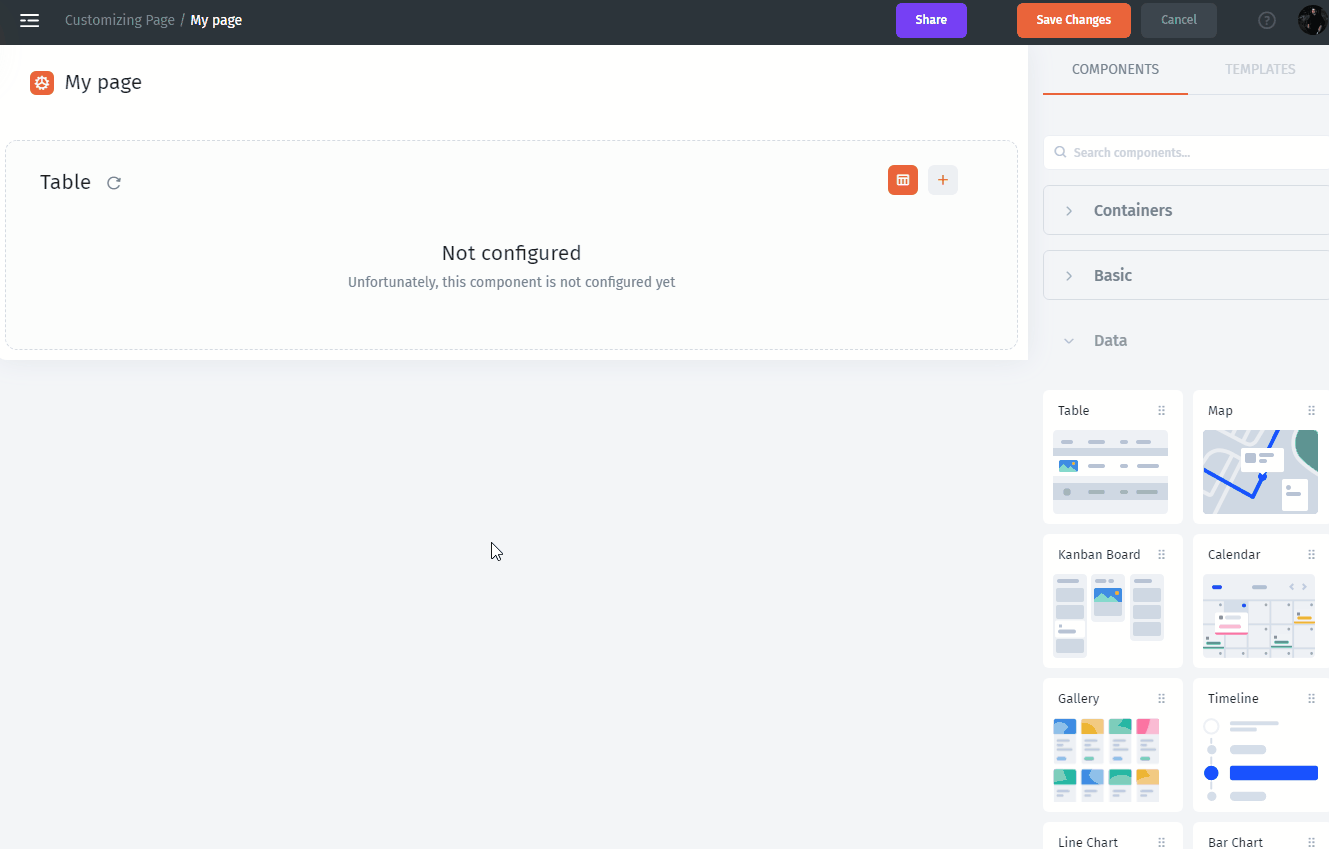 Customizing Page / My page
Share
Save Changes
Cancel
?
My page
Table
+
Not configured
Unfortunately, this component is not configured yet
COMPONENTS
TEMPLATES
Search components...
Containers
Basic
Data
Table
Map
Kanban Board
Calendar
Gallery
Timeline
Line Chart
Bar Chart